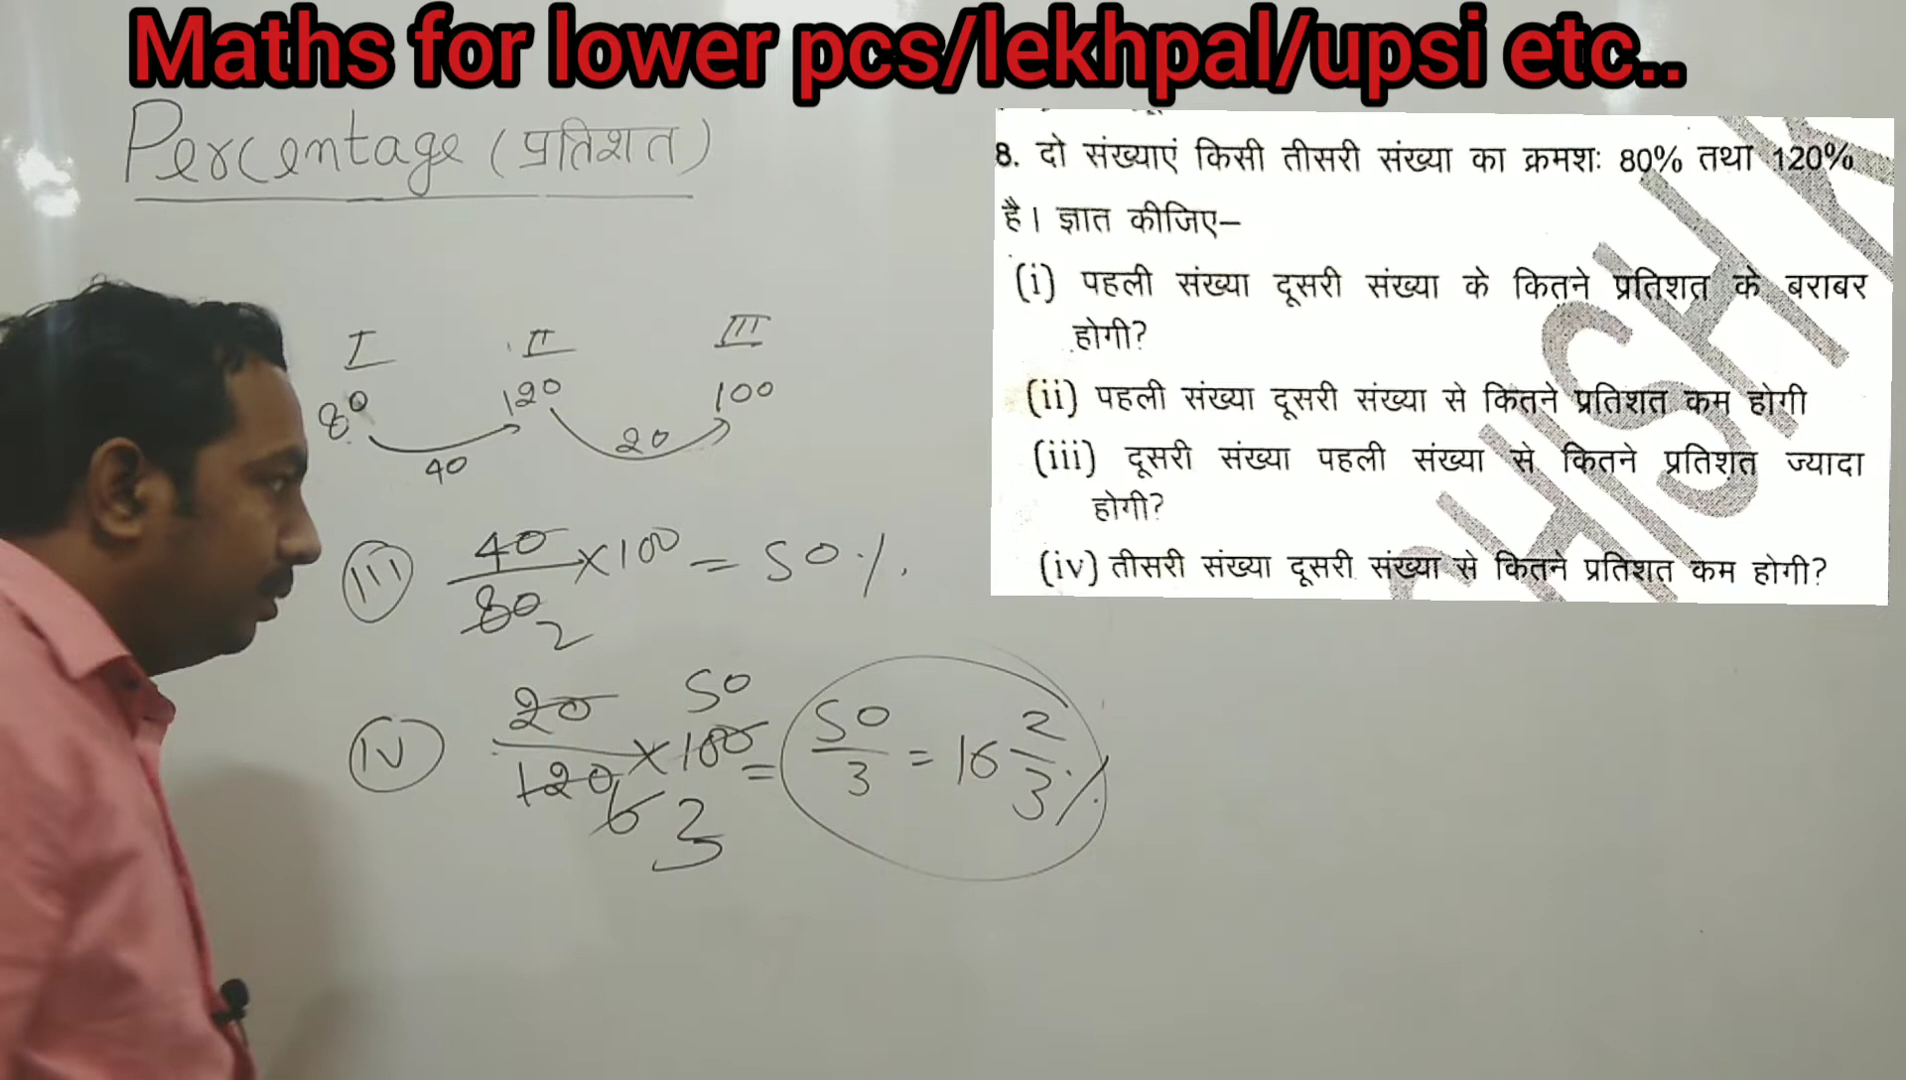 Maths for lower pcs/lekhpal/upsi etc..
Percentage (प्रतिशत)
8. दो संख्याएं किसी तीसरी संख्या का क्रमशः 80% तथा 120%
है। ज्ञात कीजिए–
(i) पहली संख्या दूसरी संख्या के कितने प्रतिशत के बराबर
होगी?
(ii) पहली संख्या दूसरी संख्या से कितने प्रतिशत कम होगी
(iii) दूसरी संख्या पहली संख्या से कितने प्रतिशत ज्यादा
होगी?
(iv) तीसरी संख्या दूसरी संख्या से कितने प्रतिशत कम होगी?
I II III
80 120 100
40 20
III 40/80 2 ×100 = 50%.
IV 20/120 6 3 ×100 50 = 50/3 = 16 2/3 %